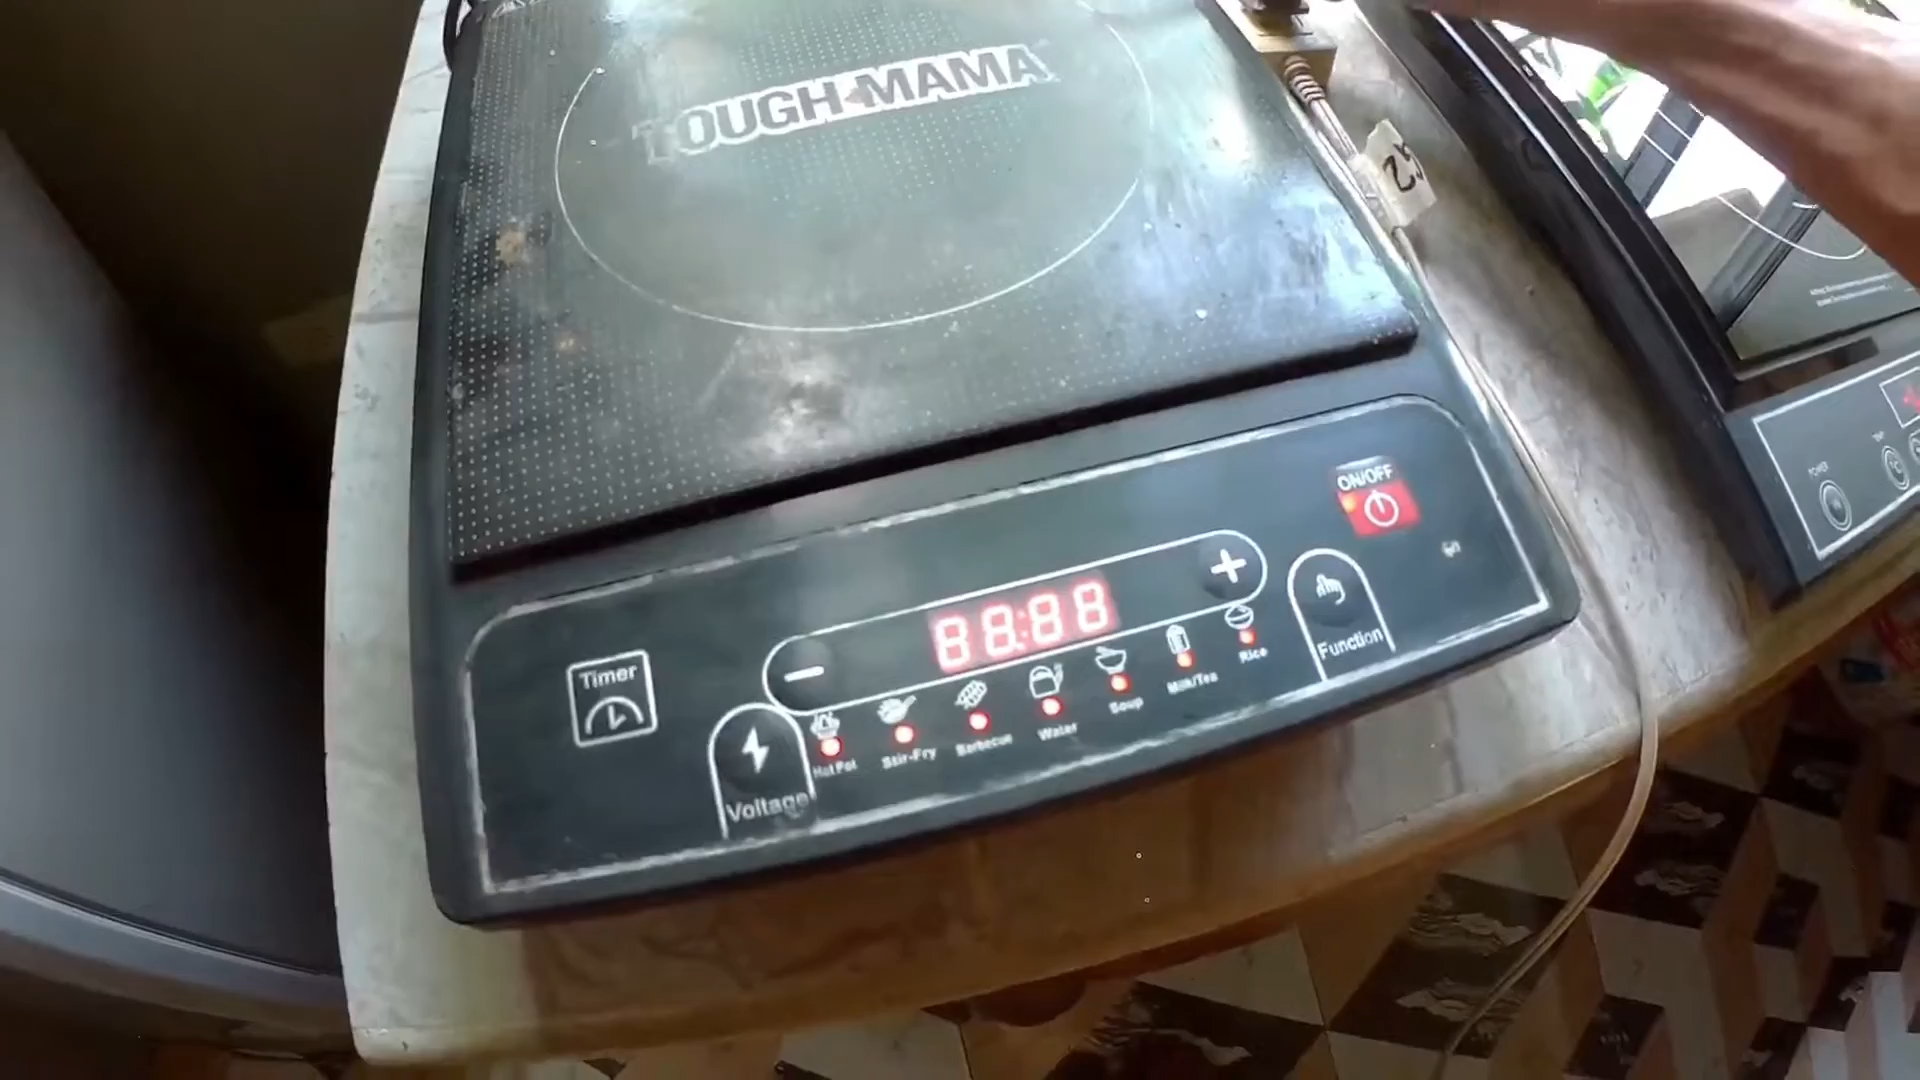 TOUGH MAMA
52
ON/OFF
88:88
Timer
Voltage
Hot Pot
Stir-Fry
Barbecue
Water
Soup
Milk/Tea
Rice
Function
POWER